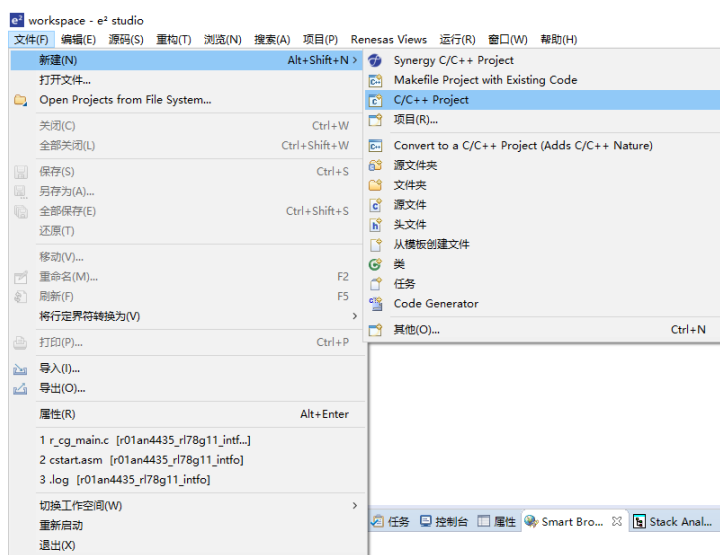 e² workspace - e² studio
文件(F) 编辑(E) 源码(S) 重构(T) 浏览(N) 搜索(A) 项目(P) Renesas Views 运行(R) 窗口(W) 帮助(H)
新建(N) Alt+Shift+N >
打开文件...
Open Projects from File System...
关闭(C) Ctrl+W
全部关闭(L) Ctrl+Shift+W
保存(S) Ctrl+S
另存为(A)...
全部保存(E) Ctrl+Shift+S
还原(T)
移动(V)...
重命名(M)... F2
刷新(F) F5
将行定界符转换为(V) >
打印(P)... Ctrl+P
导入(I)...
导出(O)...
属性(R) Alt+Enter
1 r_cg_main.c [r01an4435_rl78g11_intf...]
2 cstart.asm [r01an4435_rl78g11_intfo]
3 .log [r01an4435_rl78g11_intfo]
切换工作空间(W) >
重新启动
退出(X)
Synergy C/C++ Project
Makefile Project with Existing Code
C/C++ Project
项目(R)...
Convert to a C/C++ Project (Adds C/C++ Nature)
源文件夹
文件夹
源文件
头文件
从模板创建文件
类
任务
Code Generator
其他(O)... Ctrl+N
任务 控制台 属性 Smart Bro... Stack Anal...